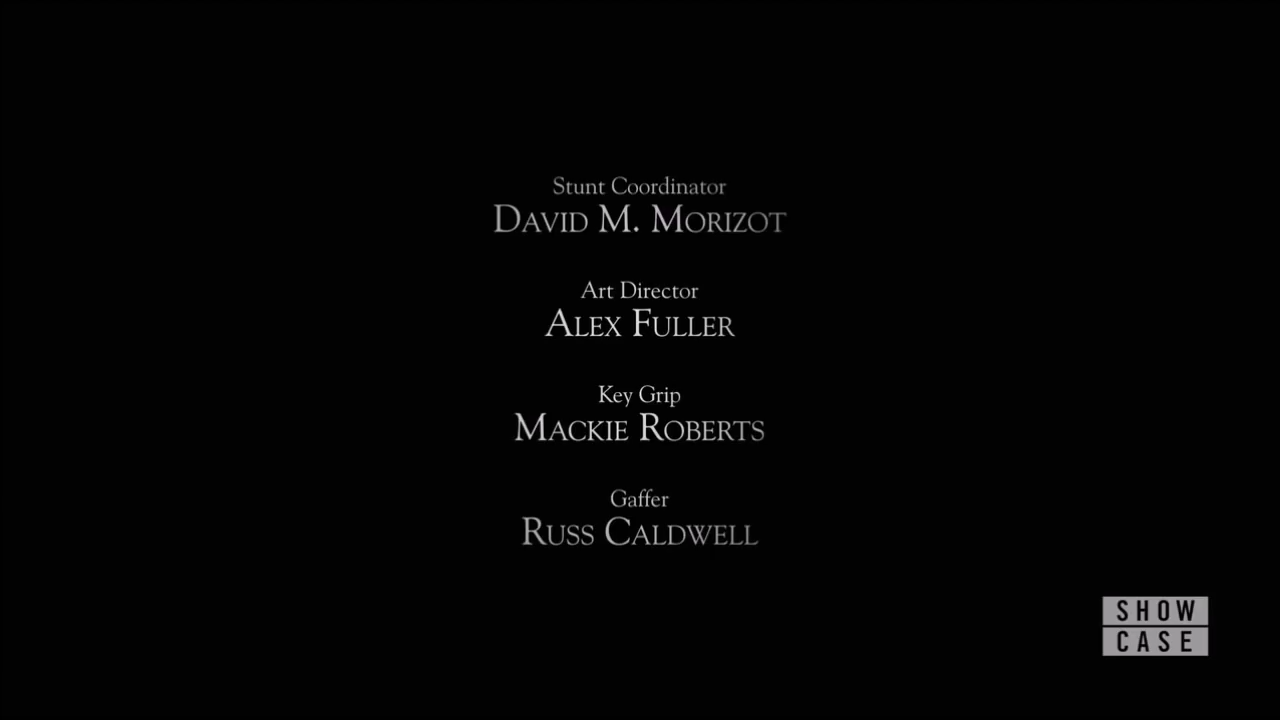 Stunt Coordinator
DAVID M. MORIZOT
Art Director
ALEX FULLER
Key Grip
MACKIE ROBERTS
Gaffer
RUSS CALDWELL
SHOW
CASE